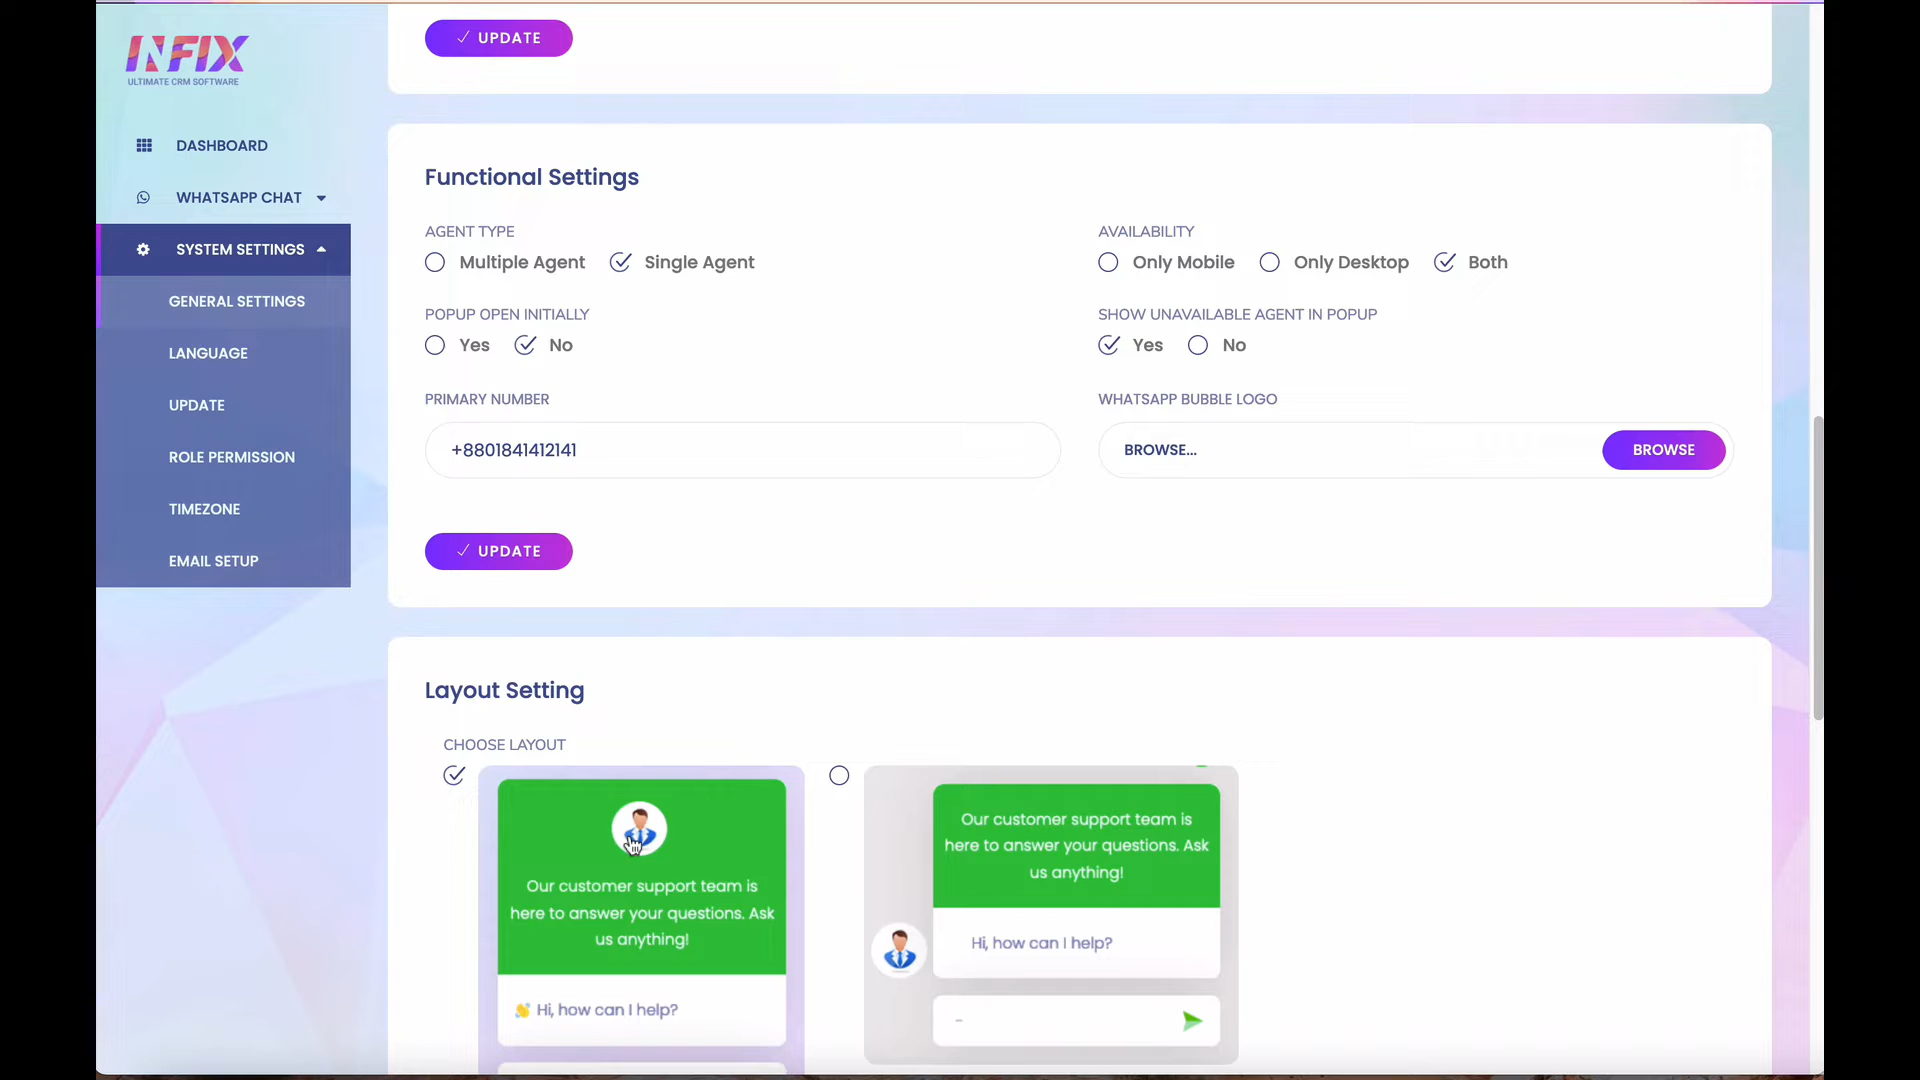 INFIX
ULTIMATE CRM SOFTWARE
DASHBOARD
WHATSAPP CHAT
SYSTEM SETTINGS
GENERAL SETTINGS
LANGUAGE
UPDATE
ROLE PERMISSION
TIMEZONE
EMAIL SETUP
UPDATE
Functional Settings
AGENT TYPE
Multiple Agent Single Agent
AVAILABILITY
Only Mobile Only Desktop Both
POPUP OPEN INITIALLY
Yes No
SHOW UNAVAILABLE AGENT IN POPUP
Yes No
PRIMARY NUMBER
+8801841412141
WHATSAPP BUBBLE LOGO
BROWSE... BROWSE
UPDATE
Layout Setting
CHOOSE LAYOUT
Our customer support team is
here to answer your questions. Ask
us anything!
👋 Hi, how can I help?
Our customer support team is
here to answer your questions. Ask
us anything!
Hi, how can I help?
–